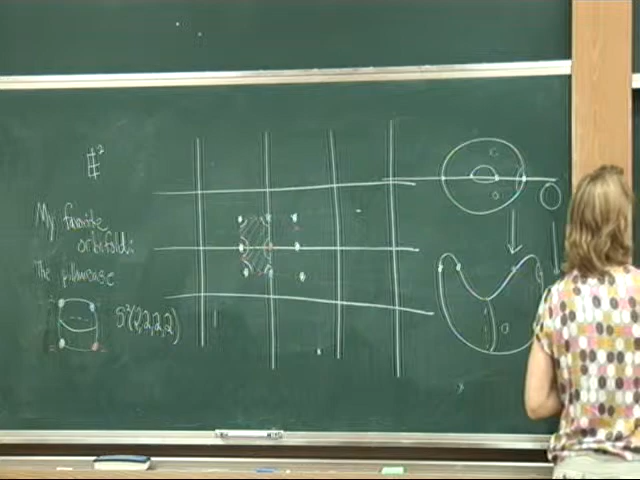 E²
My favorite
orbifold:
The pillowcase
S²(2,2,2,2)